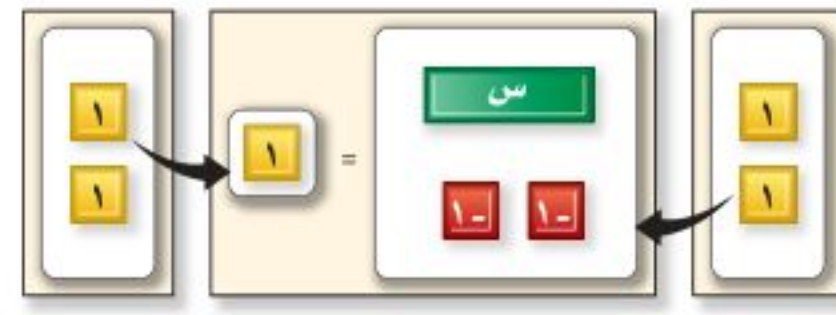 س
١ ١
١ = -١ -١
١ ١